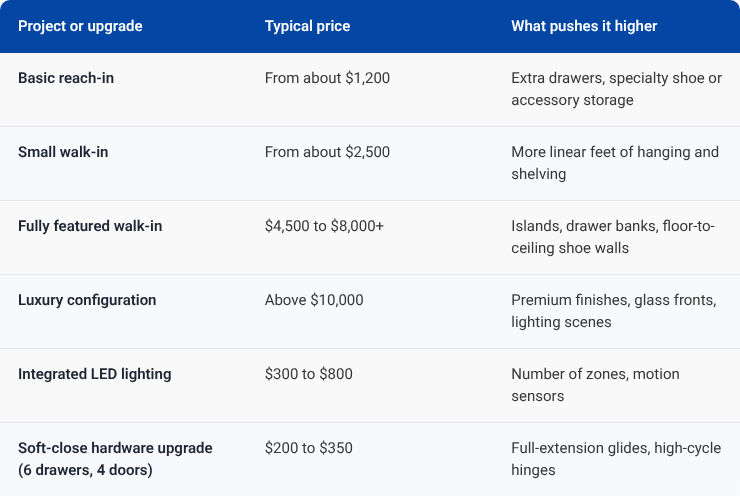 Project or upgrade
Typical price
What pushes it higher
Basic reach-in
From about $1,200
Extra drawers, specialty shoe or
accessory storage
Small walk-in
From about $2,500
More linear feet of hanging and
shelving
Fully featured walk-in
$4,500 to $8,000+
Islands, drawer banks, floor-to-
ceiling shoe walls
Luxury configuration
Above $10,000
Premium finishes, glass fronts,
lighting scenes
Integrated LED lighting
$300 to $800
Number of zones, motion
sensors
Soft-close hardware upgrade
(6 drawers, 4 doors)
$200 to $350
Full-extension glides, high-cycle
hinges